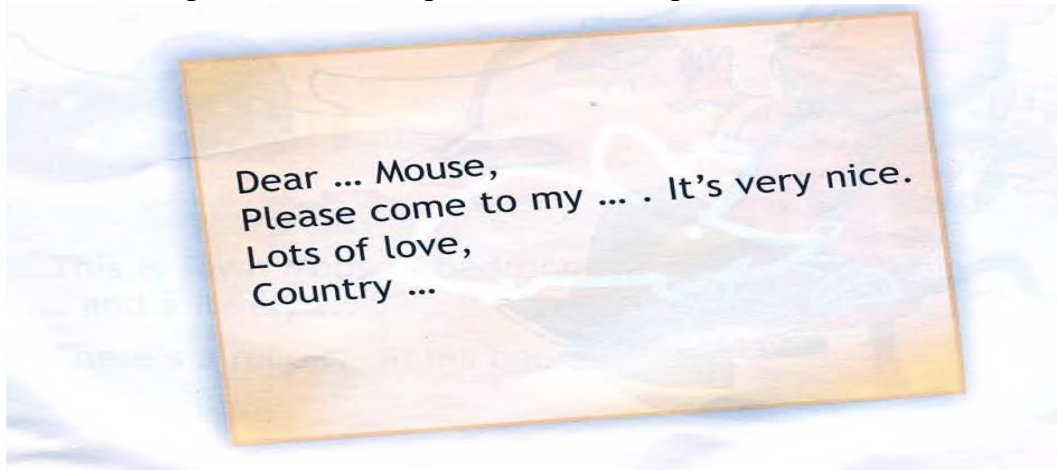 Dear ... Mouse,
Please come to my ... . It's very nice.
Lots of love,
Country ...